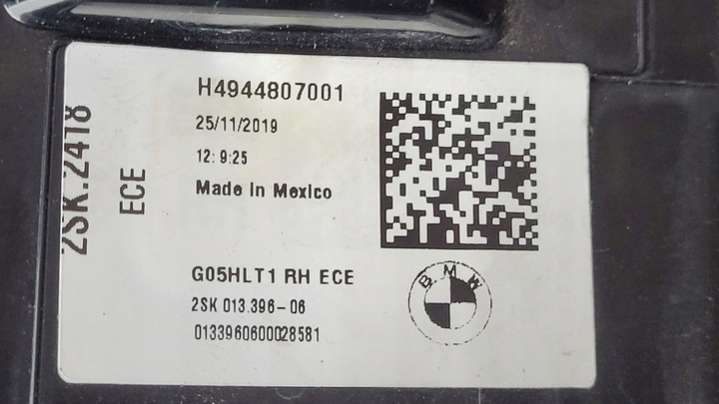 2SK.2418
ECE
H4944807001
25/11/2019
12: 9:25
Made in Mexico
G05HLT1 RH ECE
2SK 013.396-06
0133960600028581
BMW